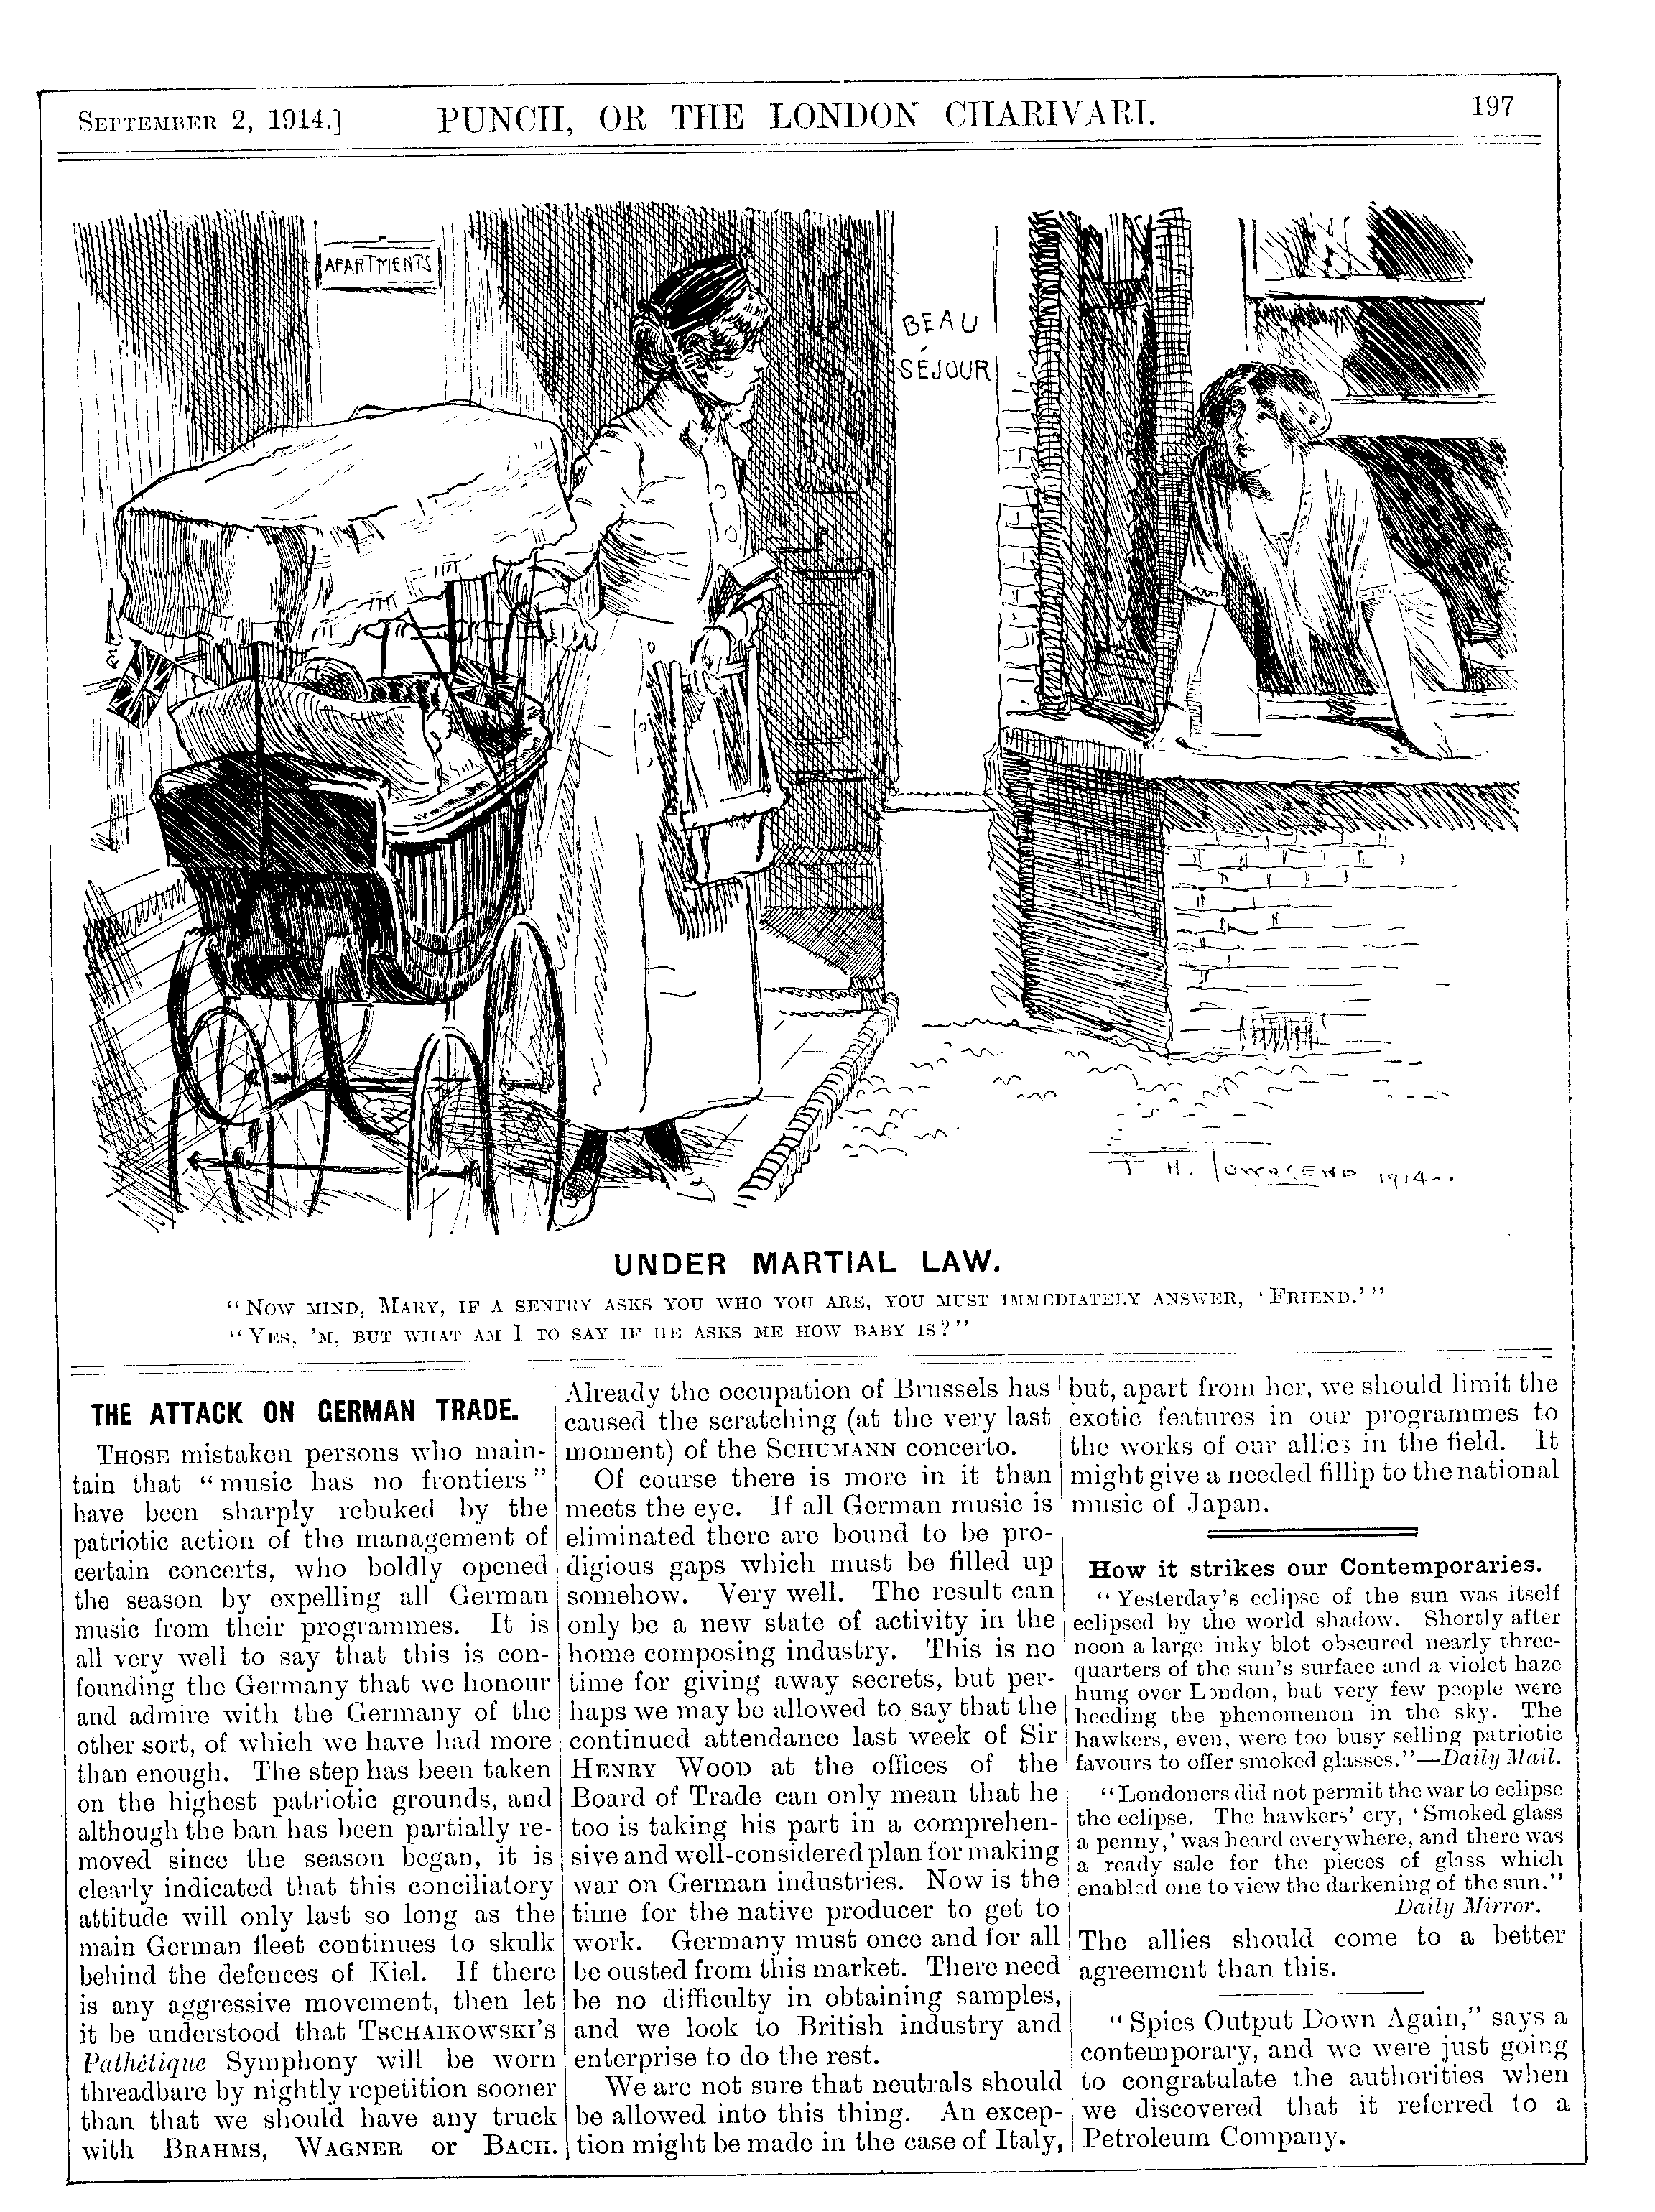 SEPTEMBER 2, 1914.]
PUNCH, OR THE LONDON CHARIVARI.
197
APARTMENTS
BEAU
SÉJOUR
T H. TOWNSEND 1914
UNDER MARTIAL LAW.
"NOW MIND, MARY, IF A SENTRY ASKS YOU WHO YOU ARE, YOU MUST IMMEDIATELY ANSWER, 'FRIEND.'"
"YES, 'M, BUT WHAT AM I TO SAY IF HE ASKS ME HOW BABY IS?"
THE ATTACK ON GERMAN TRADE.
THOSE mistaken persons who main-
tain that "music has no frontiers"
have been sharply rebuked by the
patriotic action of the management of
certain concerts, who boldly opened
the season by expelling all German
music from their programmes. It is
all very well to say that this is con-
founding the Germany that we honour
and admire with the Germany of the
other sort, of which we have had more
than enough. The step has been taken
on the highest patriotic grounds, and
although the ban has been partially re-
moved since the season began, it is
clearly indicated that this conciliatory
attitude will only last so long as the
main German fleet continues to skulk
behind the defences of Kiel. If there
is any aggressive movement, then let
it be understood that TSCHAIKOWSKI'S
Pathétique Symphony will be worn
threadbare by nightly repetition sooner
than that we should have any truck
with BRAHMS, WAGNER or BACH.
Already the occupation of Brussels has
caused the scratching (at the very last
moment) of the SCHUMANN concerto.
Of course there is more in it than
meets the eye. If all German music is
eliminated there are bound to be pro-
digious gaps which must be filled up
somehow. Very well. The result can
only be a new state of activity in the
home composing industry. This is no
time for giving away secrets, but per-
haps we may be allowed to say that the
continued attendance last week of Sir
HENRY WOOD at the offices of the
Board of Trade can only mean that he
too is taking his part in a comprehen-
sive and well-considered plan for making
war on German industries. Now is the
time for the native producer to get to
work. Germany must once and for all
be ousted from this market. There need
be no difficulty in obtaining samples,
and we look to British industry and
enterprise to do the rest.
We are not sure that neutrals should
be allowed into this thing. An excep-
tion might be made in the case of Italy,
but, apart from her, we should limit the
exotic features in our programmes to
the works of our allies in the field. It
might give a needed fillip to the national
music of Japan.
How it strikes our Contemporaries.
"Yesterday's eclipse of the sun was itself
eclipsed by the world shadow. Shortly after
noon a large inky blot obscured nearly three-
quarters of the sun's surface and a violet haze
hung over London, but very few people were
heeding the phenomenon in the sky. The
hawkers, even, were too busy selling patriotic
favours to offer smoked glasses."—Daily Mail.
"Londoners did not permit the war to eclipse
the eclipse. The hawkers' cry, 'Smoked glass
a penny,' was heard everywhere, and there was
a ready sale for the pieces of glass which
enabled one to view the darkening of the sun."
Daily Mirror.
The allies should come to a better
agreement than this.
"Spies Output Down Again," says a
contemporary, and we were just going
to congratulate the authorities when
we discovered that it referred to a
Petroleum Company.